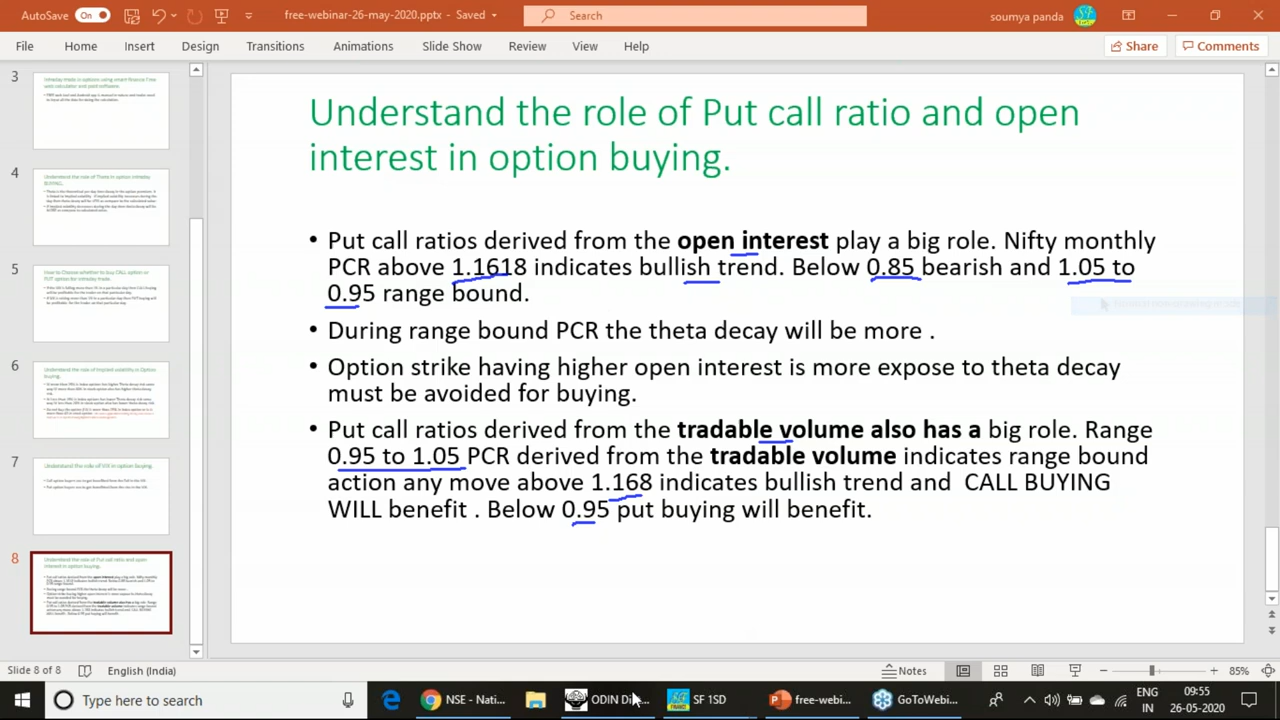 AutoSave On free-webinar-26-may-2020.pptx - Saved Search soumya panda
File Home Insert Design Transitions Animations Slide Show Review View Help Share Comments
3
4
5
6
7
8
Understand the role of Put call ratio and open
interest in option buying.
• Put call ratios derived from the open interest play a big role. Nifty monthly
PCR above 1.1618 indicates bullish trend. Below 0.85 bearish and 1.05 to
0.95 range bound.
• During range bound PCR the theta decay will be more .
• Option strike having higher open interest is more expose to theta decay
must be avoided for buying.
• Put call ratios derived from the tradable volume also has a big role. Range
0.95 to 1.05 PCR derived from the tradable volume indicates range bound
action any move above 1.168 indicates bullish trend and CALL BUYING
WILL benefit . Below 0.95 put buying will benefit.
Slide 8 of 8 English (India) Notes 85%
Type here to search NSE - Nati... ODIN Di... SF 1SD free-webi... GoToWebi... ENG IN 09:55 26-05-2020